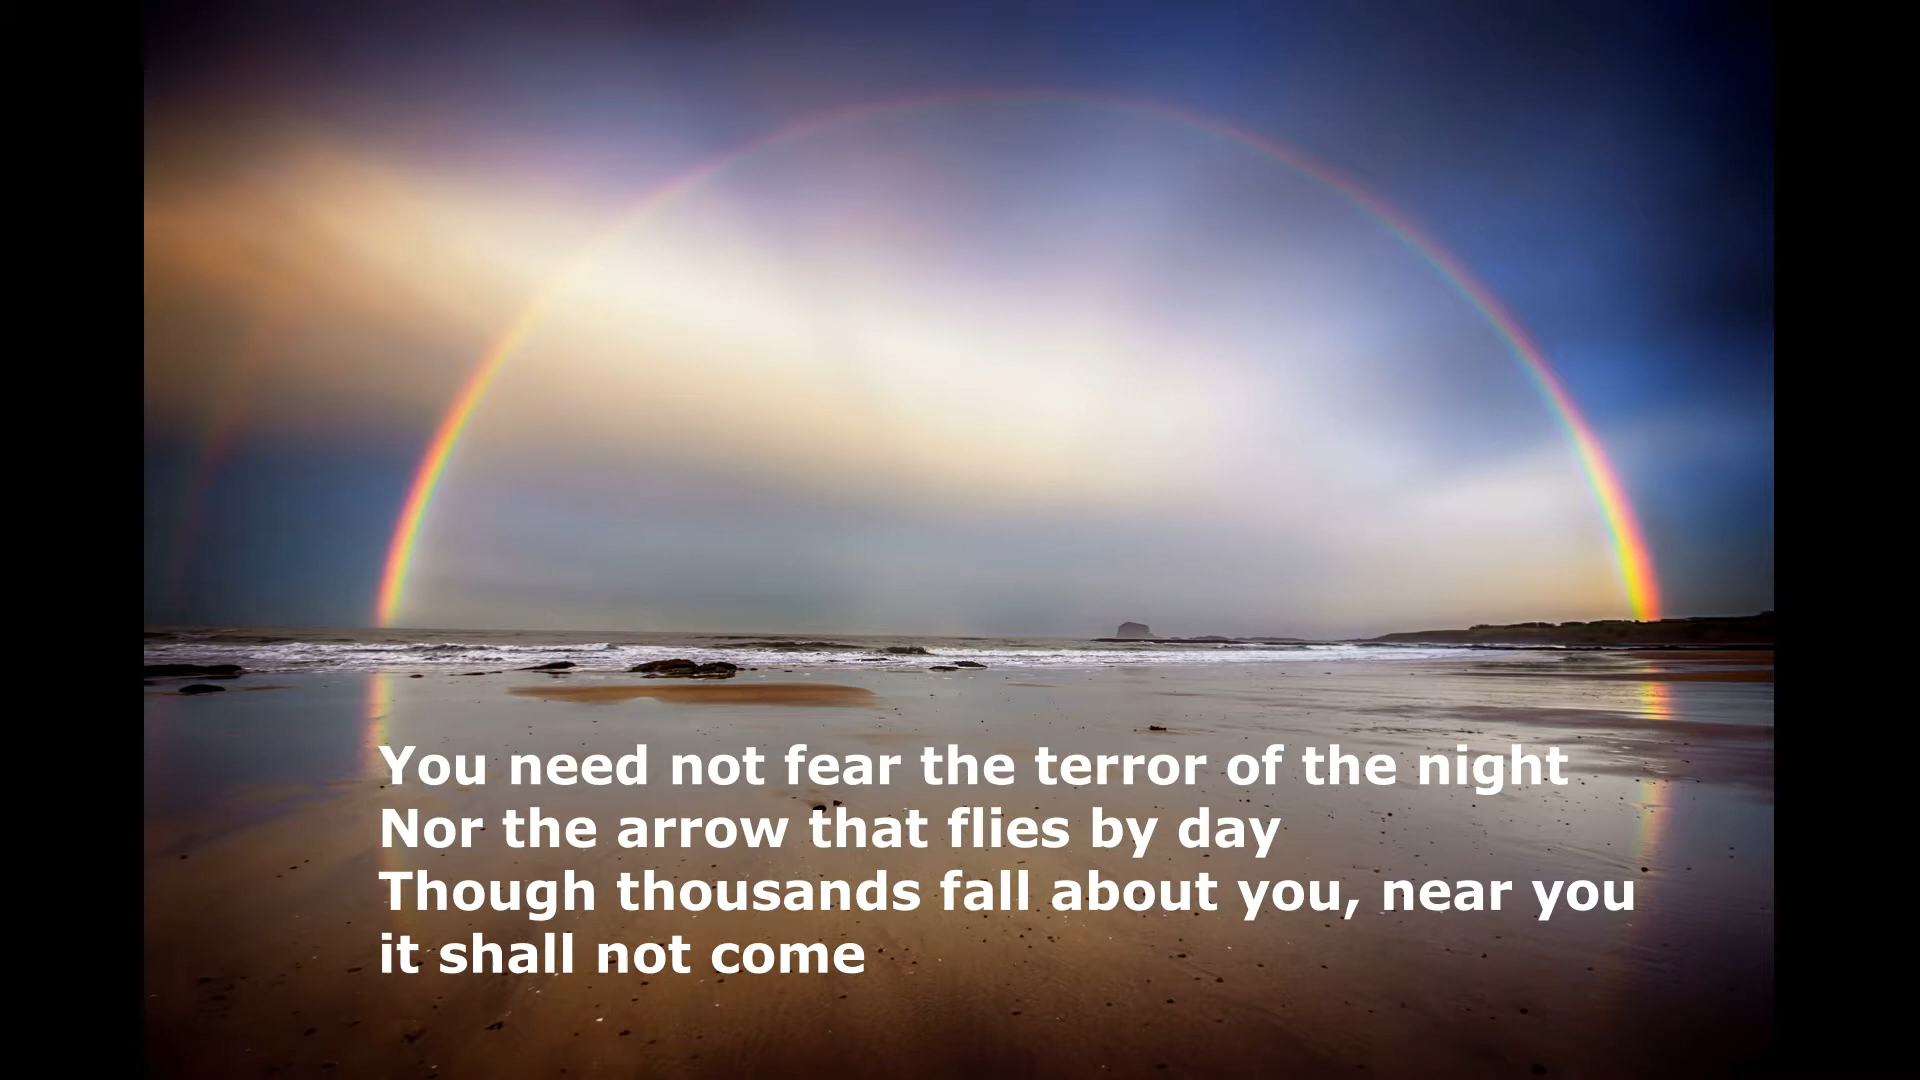 You need not fear the terror of the night
Nor the arrow that flies by day
Though thousands fall about you, near you
it shall not come